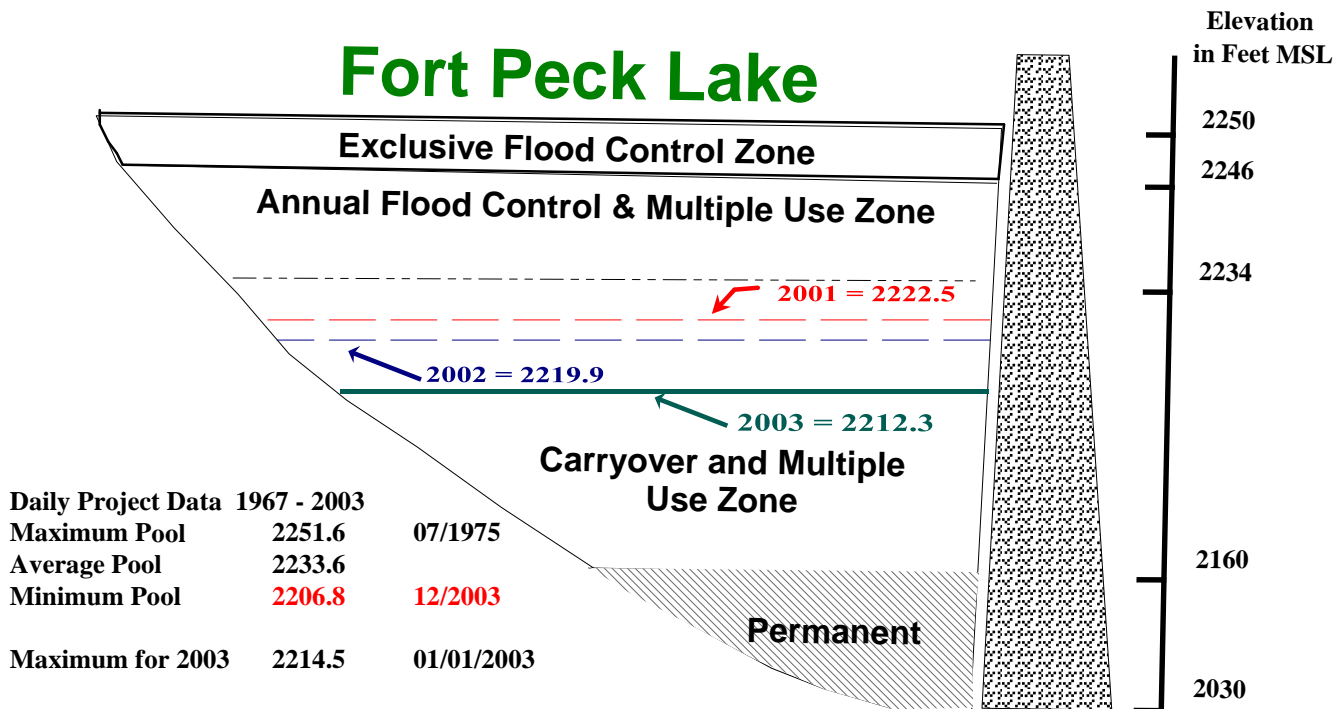 Elevation
in Feet MSL
Fort Peck Lake
2250
Exclusive Flood Control Zone
2246
Annual Flood Control & Multiple Use Zone
2234
2001 = 2222.5
2002 = 2219.9
2003 = 2212.3
Carryover and Multiple
Use Zone
Daily Project Data 1967 - 2003
Maximum Pool 2251.6 07/1975
Average Pool 2233.6
Minimum Pool 2206.8 12/2003
Maximum for 2003 2214.5 01/01/2003
2160
Permanent
2030